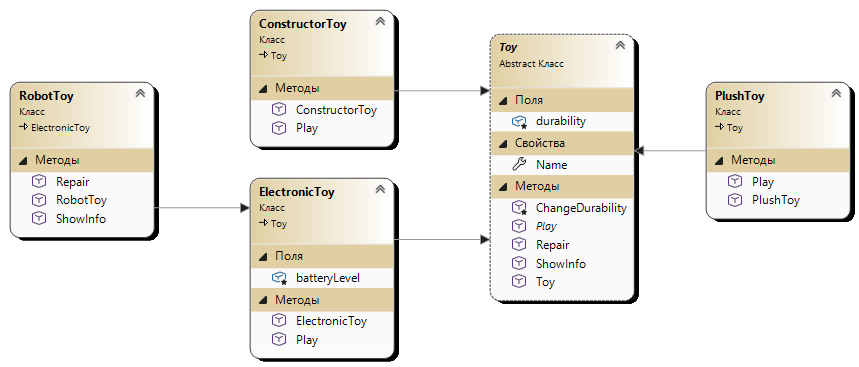 ConstructorToy
Класс
Toy
Методы
ConstructorToy
Play
RobotToy
Класс
ElectronicToy
Методы
Repair
RobotToy
ShowInfo
ElectronicToy
Класс
Toy
Поля
batteryLevel
Методы
ElectronicToy
Play
Toy
Abstract Класс
Поля
durability
Свойства
Name
Методы
ChangeDurability
Play
Repair
ShowInfo
Toy
PlushToy
Класс
Toy
Методы
Play
PlushToy